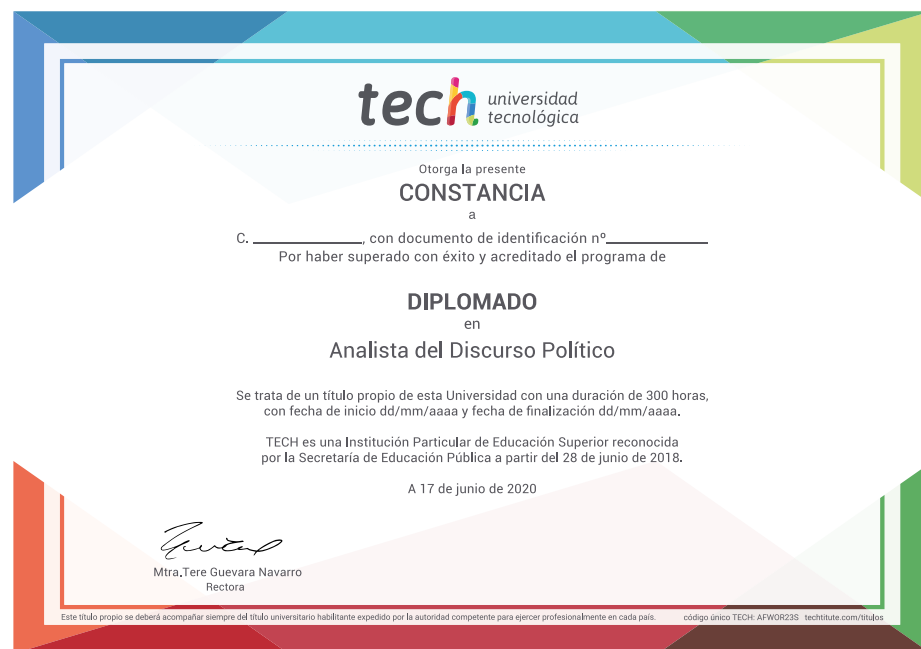 tech universidad
tecnológica
Otorga la presente
CONSTANCIA
a
C. ______________, con documento de identificación nº_____________
Por haber superado con éxito y acreditado el programa de
DIPLOMADO
en
Analista del Discurso Político
Se trata de un título propio de esta Universidad con una duración de 300 horas,
con fecha de inicio dd/mm/aaaa y fecha de finalización dd/mm/aaaa.
TECH es una Institución Particular de Educación Superior reconocida
por la Secretaría de Educación Pública a partir del 28 de junio de 2018.
A 17 de junio de 2020
Mtra.Tere Guevara Navarro
Rectora
Este título propio se deberá acompañar siempre del título universitario habilitante expedido por la autoridad competente para ejercer profesionalmente en cada país. código único TECH: AFWOR23S techtitute.com/titulos